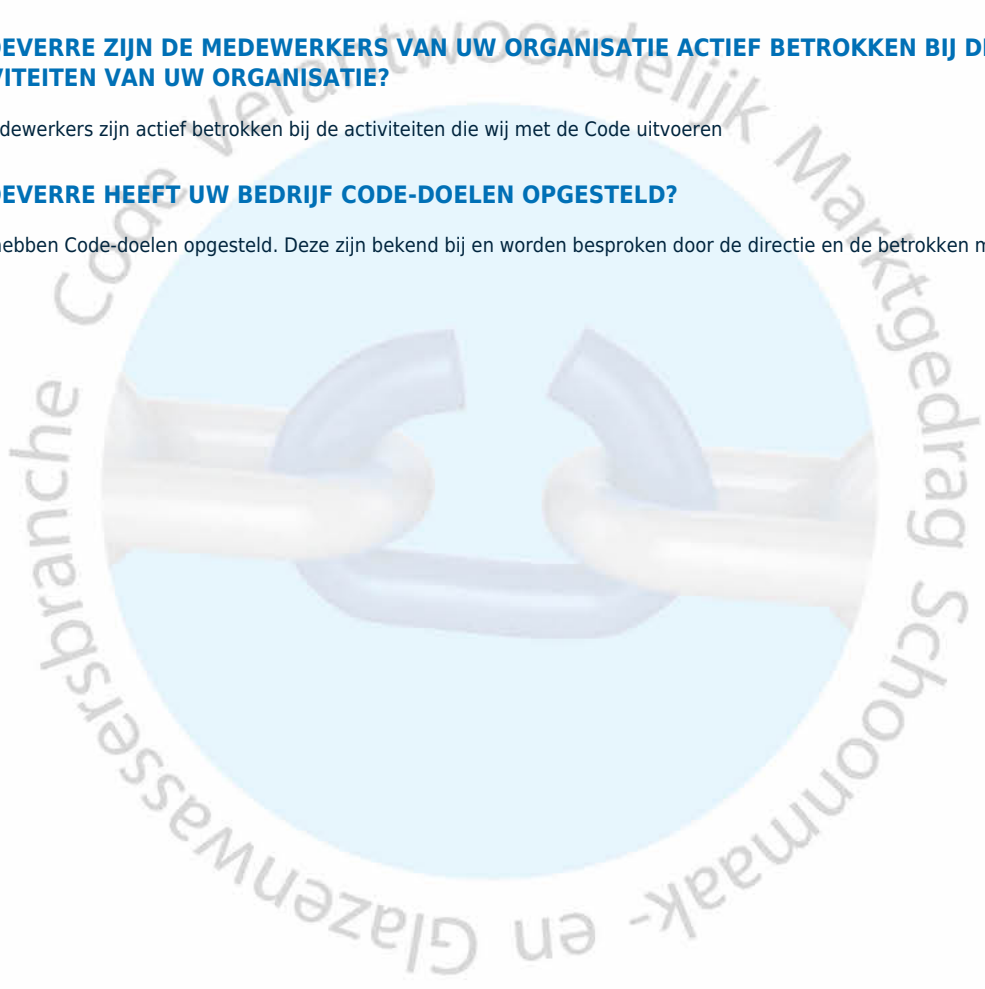 OEVERRE ZIJN DE MEDEWERKERS VAN UW ORGANISATIE ACTIEF BETROKKEN BIJ DE
VITEITEN VAN UW ORGANISATIE?
dewerkers zijn actief betrokken bij de activiteiten die wij met de Code uitvoeren
OEVERRE HEEFT UW BEDRIJF CODE-DOELEN OPGESTELD?
hebben Code-doelen opgesteld. Deze zijn bekend bij en worden besproken door de directie en de betrokken m
Code Verantwoordelijk Marktgedrag Schoonmaak- en Glazenwassersbranche